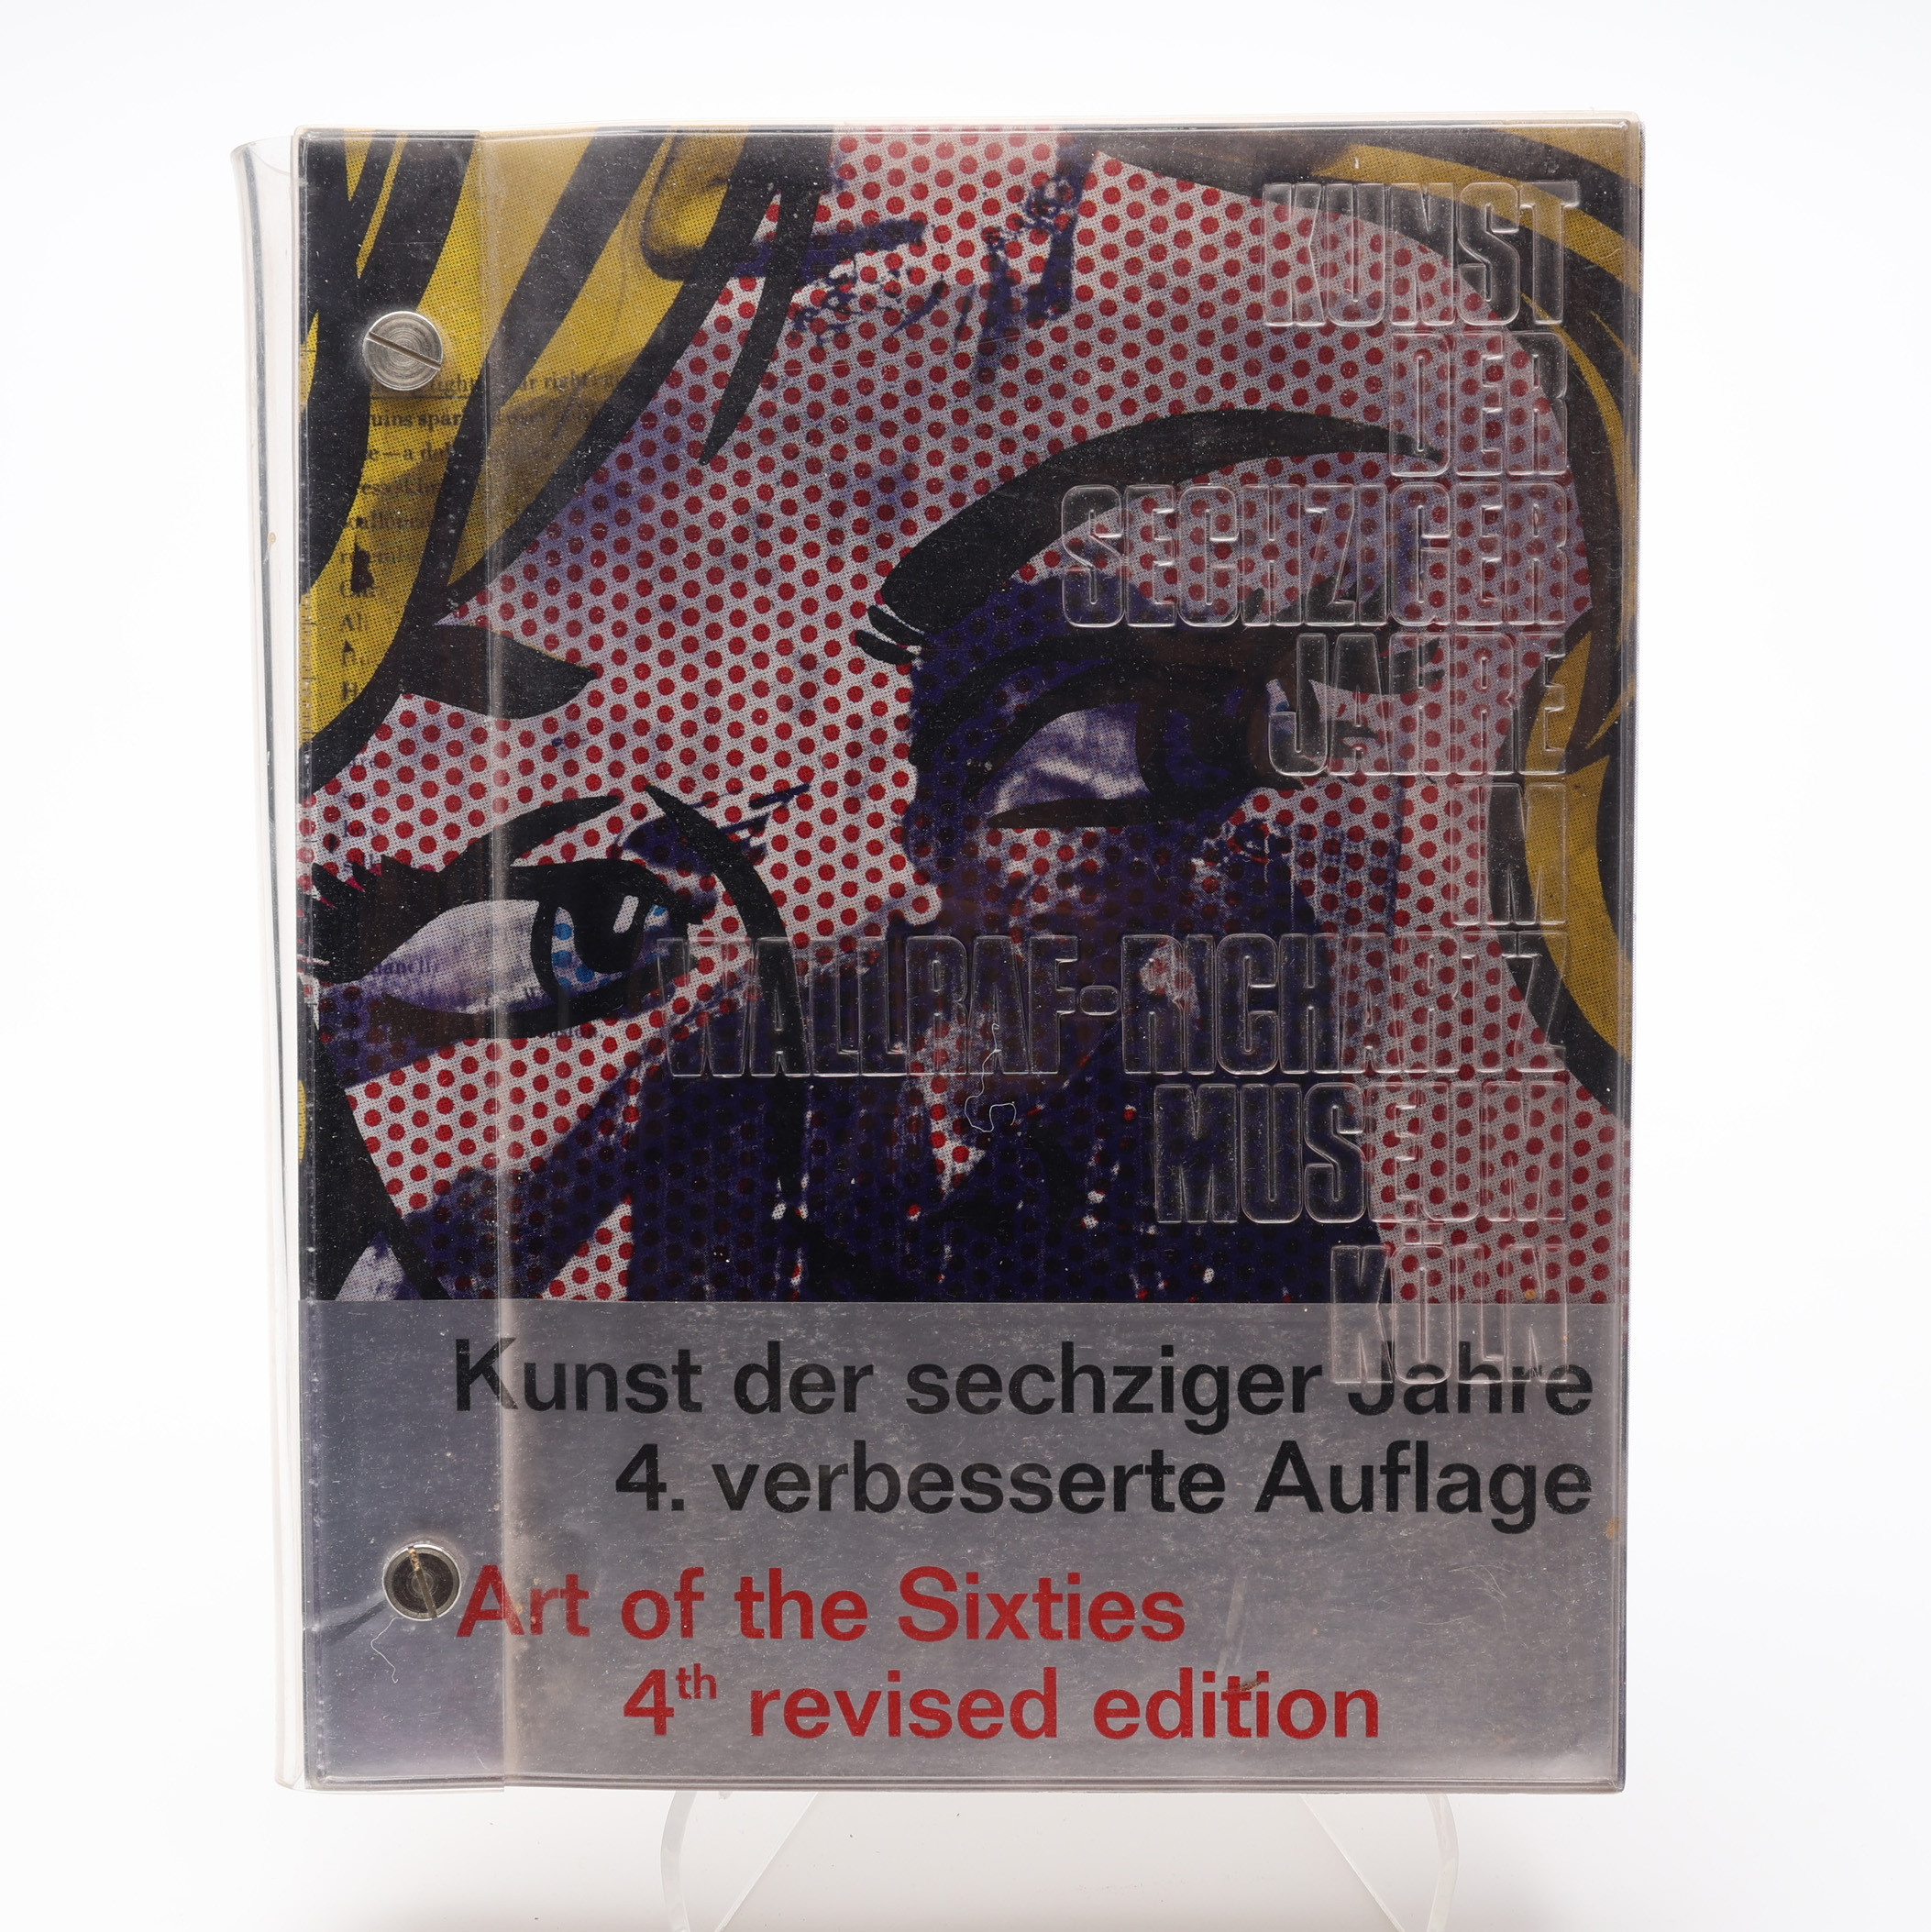 KUNST
DER
SECHZIGER
JAHRE
IM
WALLRAF-RICHARTZ
MUSEUM
KÖLN
Kunst der sechziger Jahre
4. verbesserte Auflage
Art of the Sixties
4th revised edition